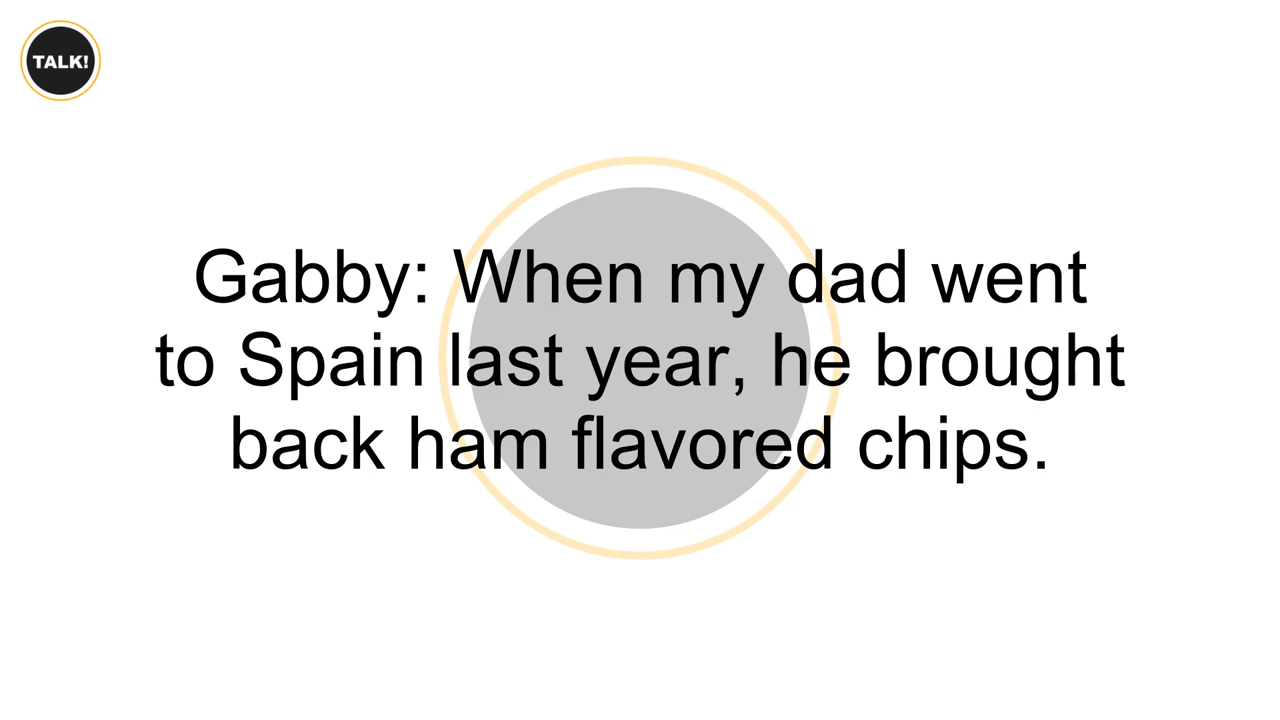 TALK!
Gabby: When my dad went
to Spain last year, he brought
back ham flavored chips.